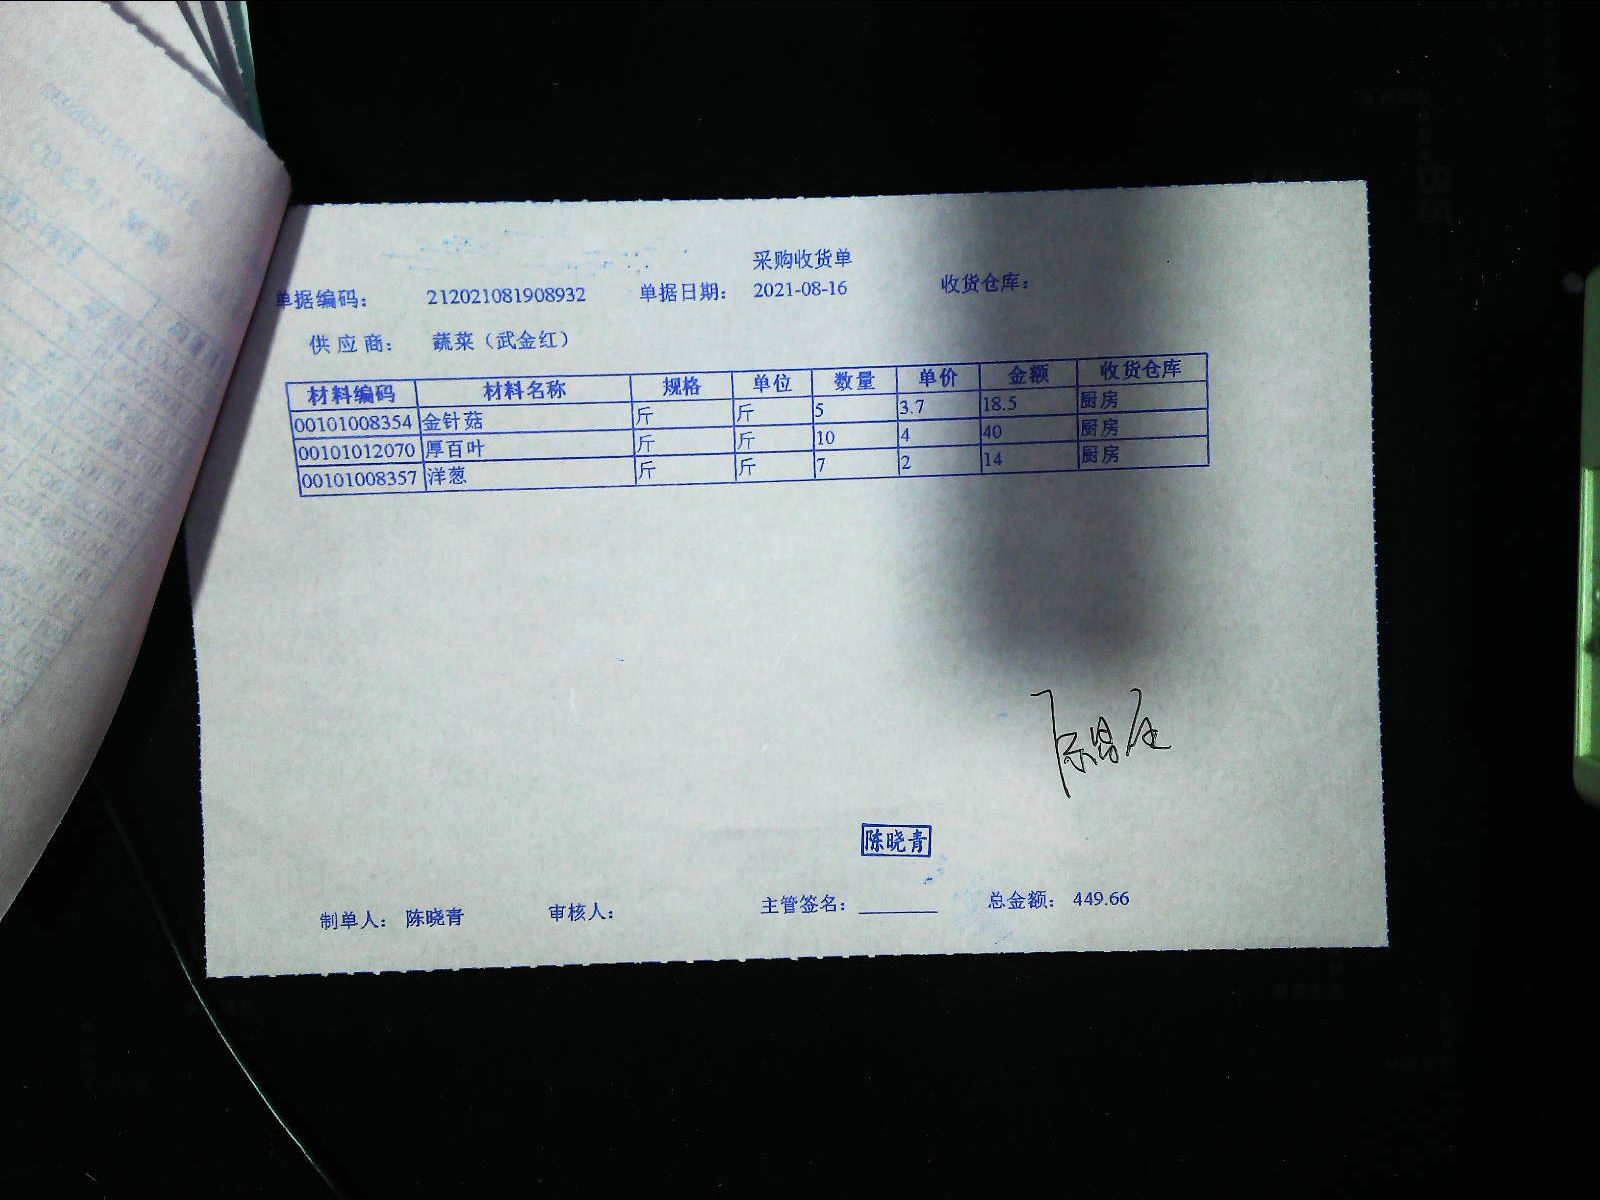 采购收货单
单据编码： 212021081908932 单据日期： 2021-08-16 收货仓库：
供应商： 蔬菜（武金红）
材料编码 材料名称 规格 单位 数量 单价 金额 收货仓库
00101008354 金针菇 斤 斤 5 3.7 18.5 厨房
00101012070 厚百叶 斤 斤 10 4 40 厨房
00101008357 洋葱 斤 斤 7 2 14 厨房
陈晓青
制单人： 陈晓青 审核人： 主管签名： 总金额： 449.66